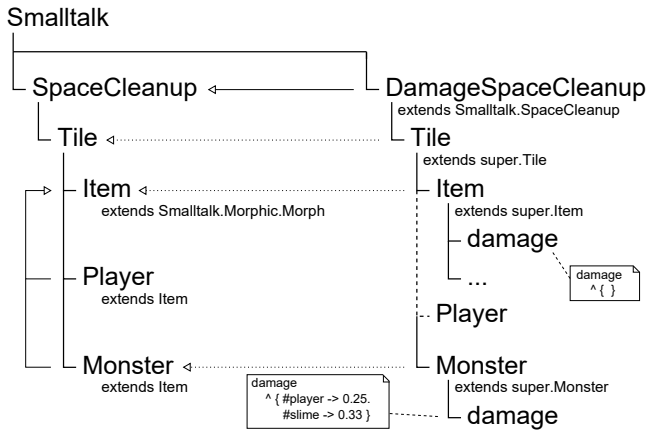 Smalltalk
SpaceCleanup
DamageSpaceCleanup
extends Smalltalk.SpaceCleanup
Tile
Tile
extends super.Tile
Item
extends Smalltalk.Morphic.Morph
Item
extends super.Item
damage
damage
^ { }
...
Player
extends Item
Player
Monster
extends Item
Monster
extends super.Monster
damage
^ { #player -> 0.25.
#slime -> 0.33 }
damage